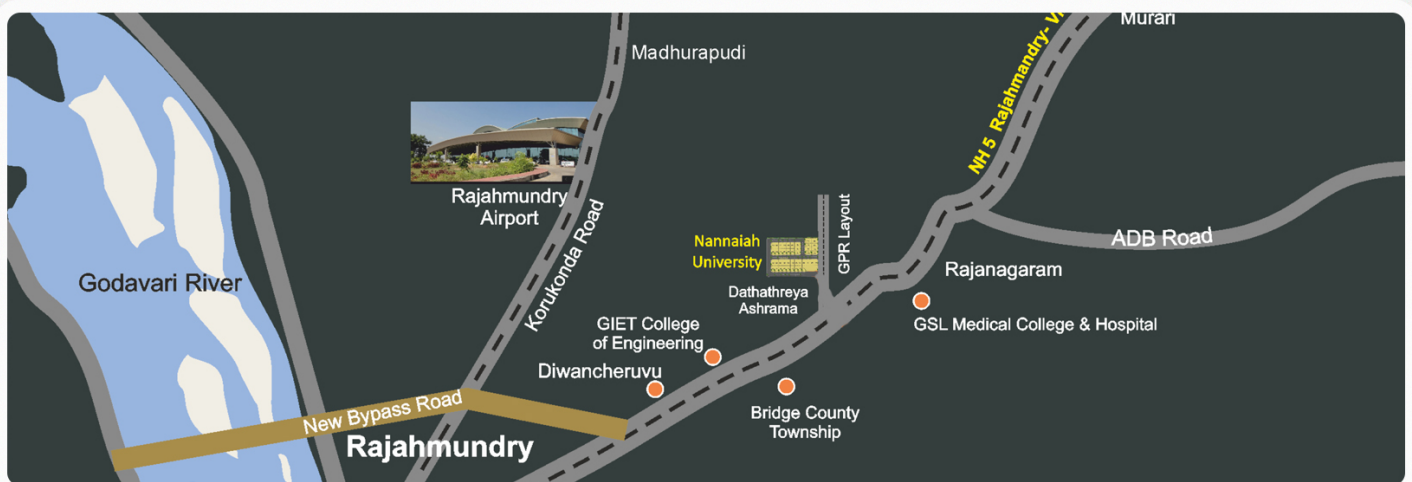 Murari
Madhurapudi
NH 5 Rajahmandry-
Rajahmundry
Airport
Korukonda Road
Nannaiah
University
GPR Layout
ADB Road
Rajanagaram
Godavari River
Dathathreya
Ashrama
GSL Medical College & Hospital
GIET College
of Engineering
Diwancheruvu
New Bypass Road
Bridge County
Township
Rajahmundry